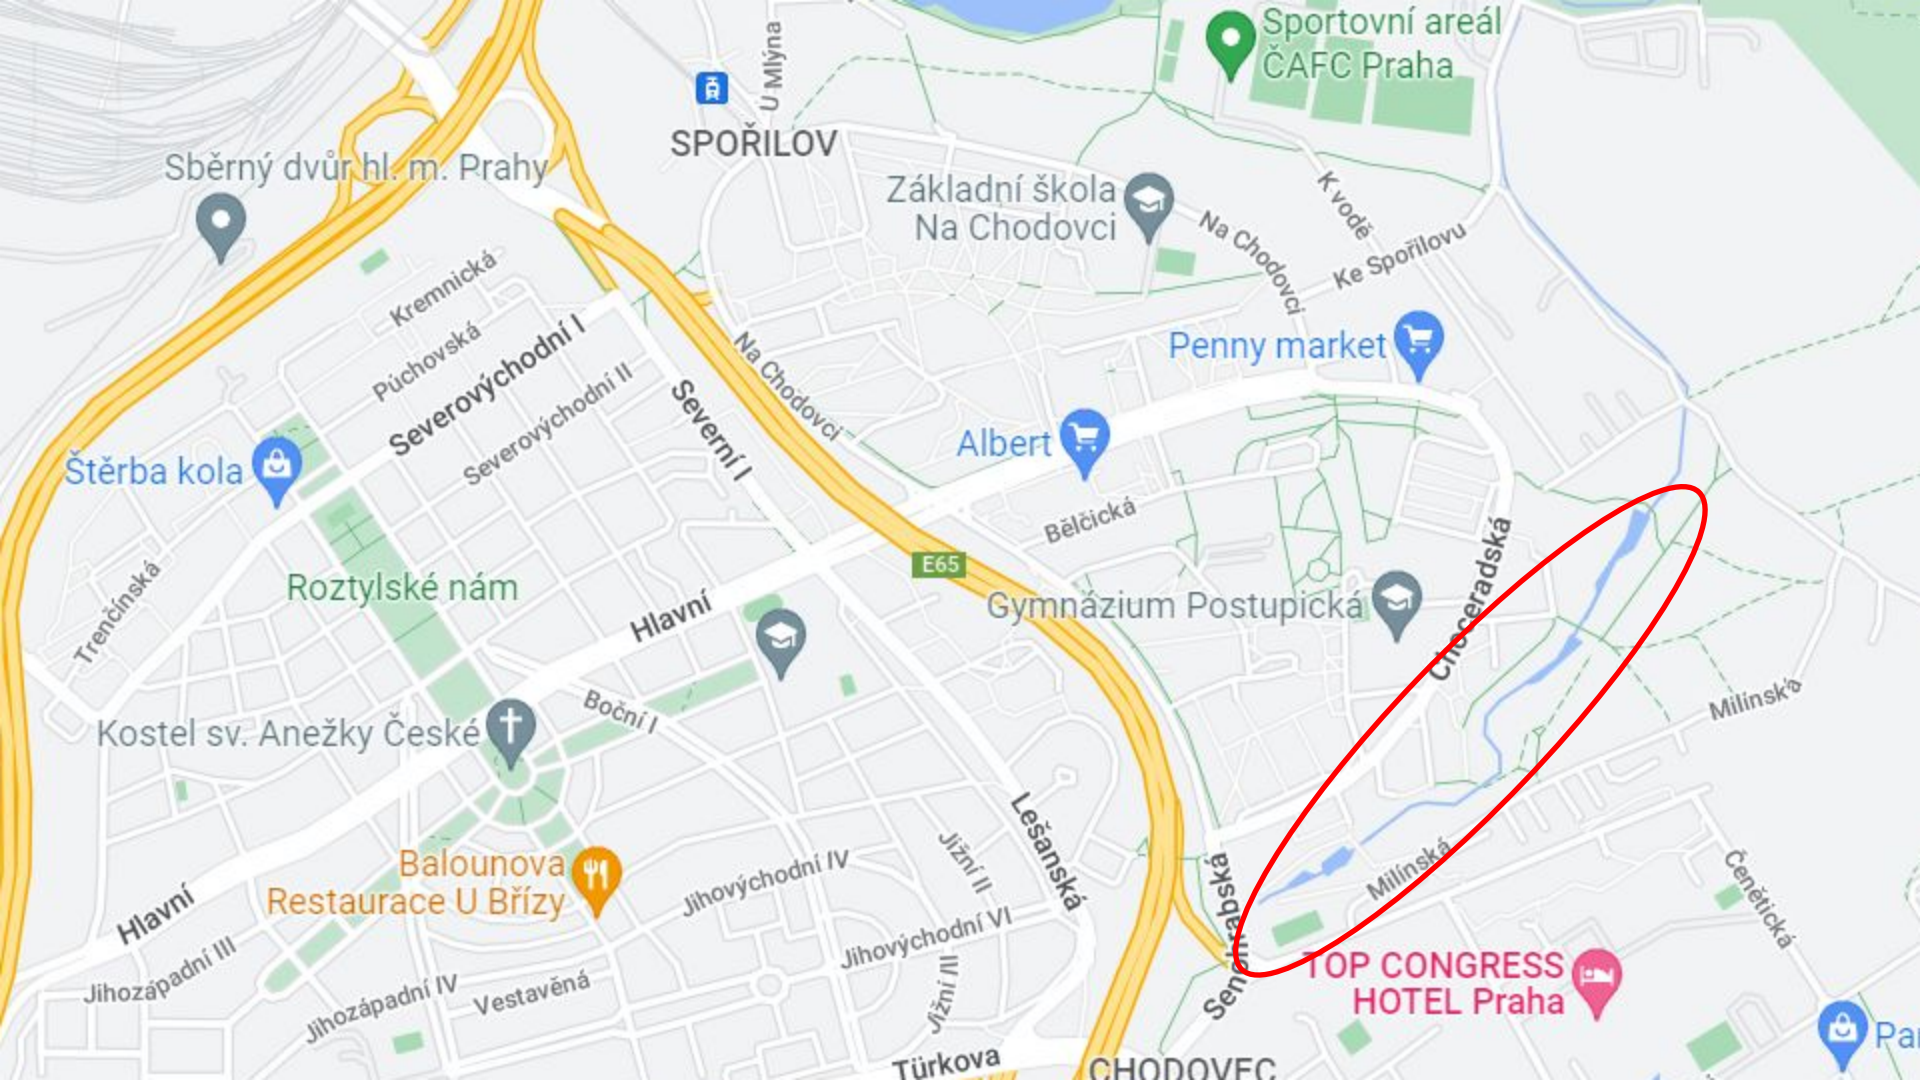 U Mlýna
Sportovní areál
ČAFC Praha
SPOŘILOV
Sběrný dvůr hl. m. Prahy
Základní škola
Na Chodovci
K vodě
Na Chodovci
Ke Spořilovu
Kremnická
Púchovská
Severovýchodní I
Severovýchodní II
Na Chodovci
Severní I
Penny market
Albert
Štěrba kola
Bělčická
E65
Choceradská
Trenčínská
Roztylské nám
Hlavní
Gymnázium Postupická
Milínská
Boční I
Kostel sv. Anežky České
Lešanská
Jižní II
Milínská
Čenětická
Balounova
Restaurace U Břízy
Jihovýchodní IV
Senohrabská
Hlavní
Jihovýchodní VI
Jižní III
Jihozápadní III
Jihozápadní IV
Vestavěná
TOP CONGRESS
HOTEL Praha
Türkova
CHODOVEC